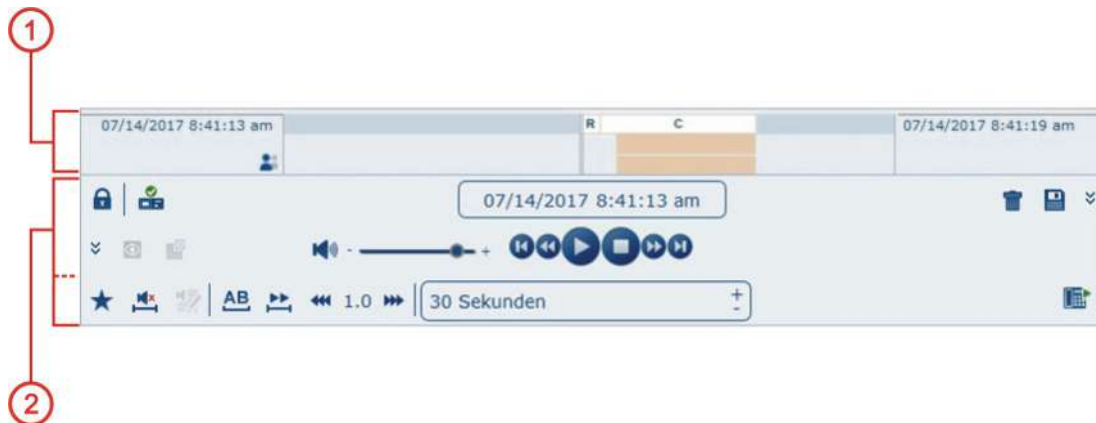 1
07/14/2017 8:41:13 am R C 07/14/2017 8:41:19 am
07/14/2017 8:41:13 am
- +
AB 1.0 30 Sekunden + -
2